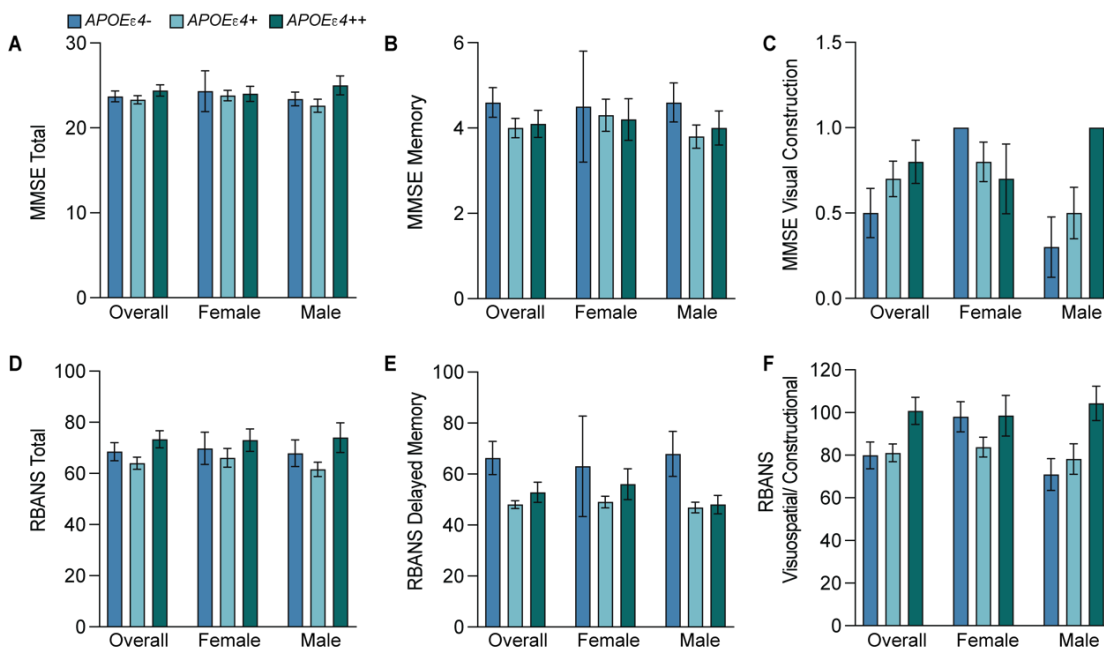 APOEε4- APOEε4+ APOEε4++
A
MMSE Total
30
20
10
0
Overall Female Male
B
MMSE Memory
6
4
2
0
Overall Female Male
C
MMSE Visual Construction
1.5
1.0
0.5
0.0
Overall Female Male
D
RBANS Total
100
80
60
40
20
0
Overall Female Male
E
RBANS Delayed Memory
100
80
60
40
20
0
Overall Female Male
F
RBANS
Visuospatial/ Constructional
120
100
80
60
40
20
0
Overall Female Male